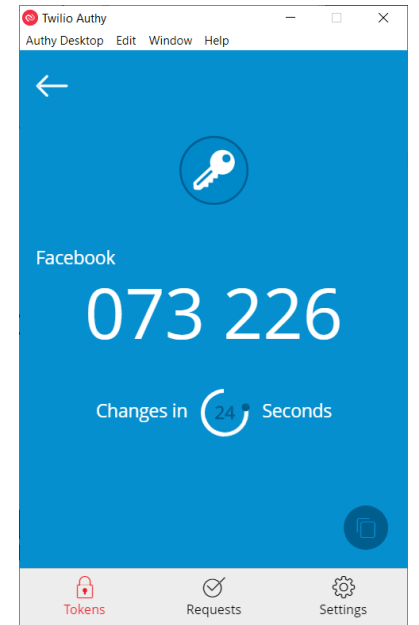 Twilio Authy
Authy Desktop Edit Window Help
Facebook
073 226
Changes in 24 Seconds
Tokens Requests Settings